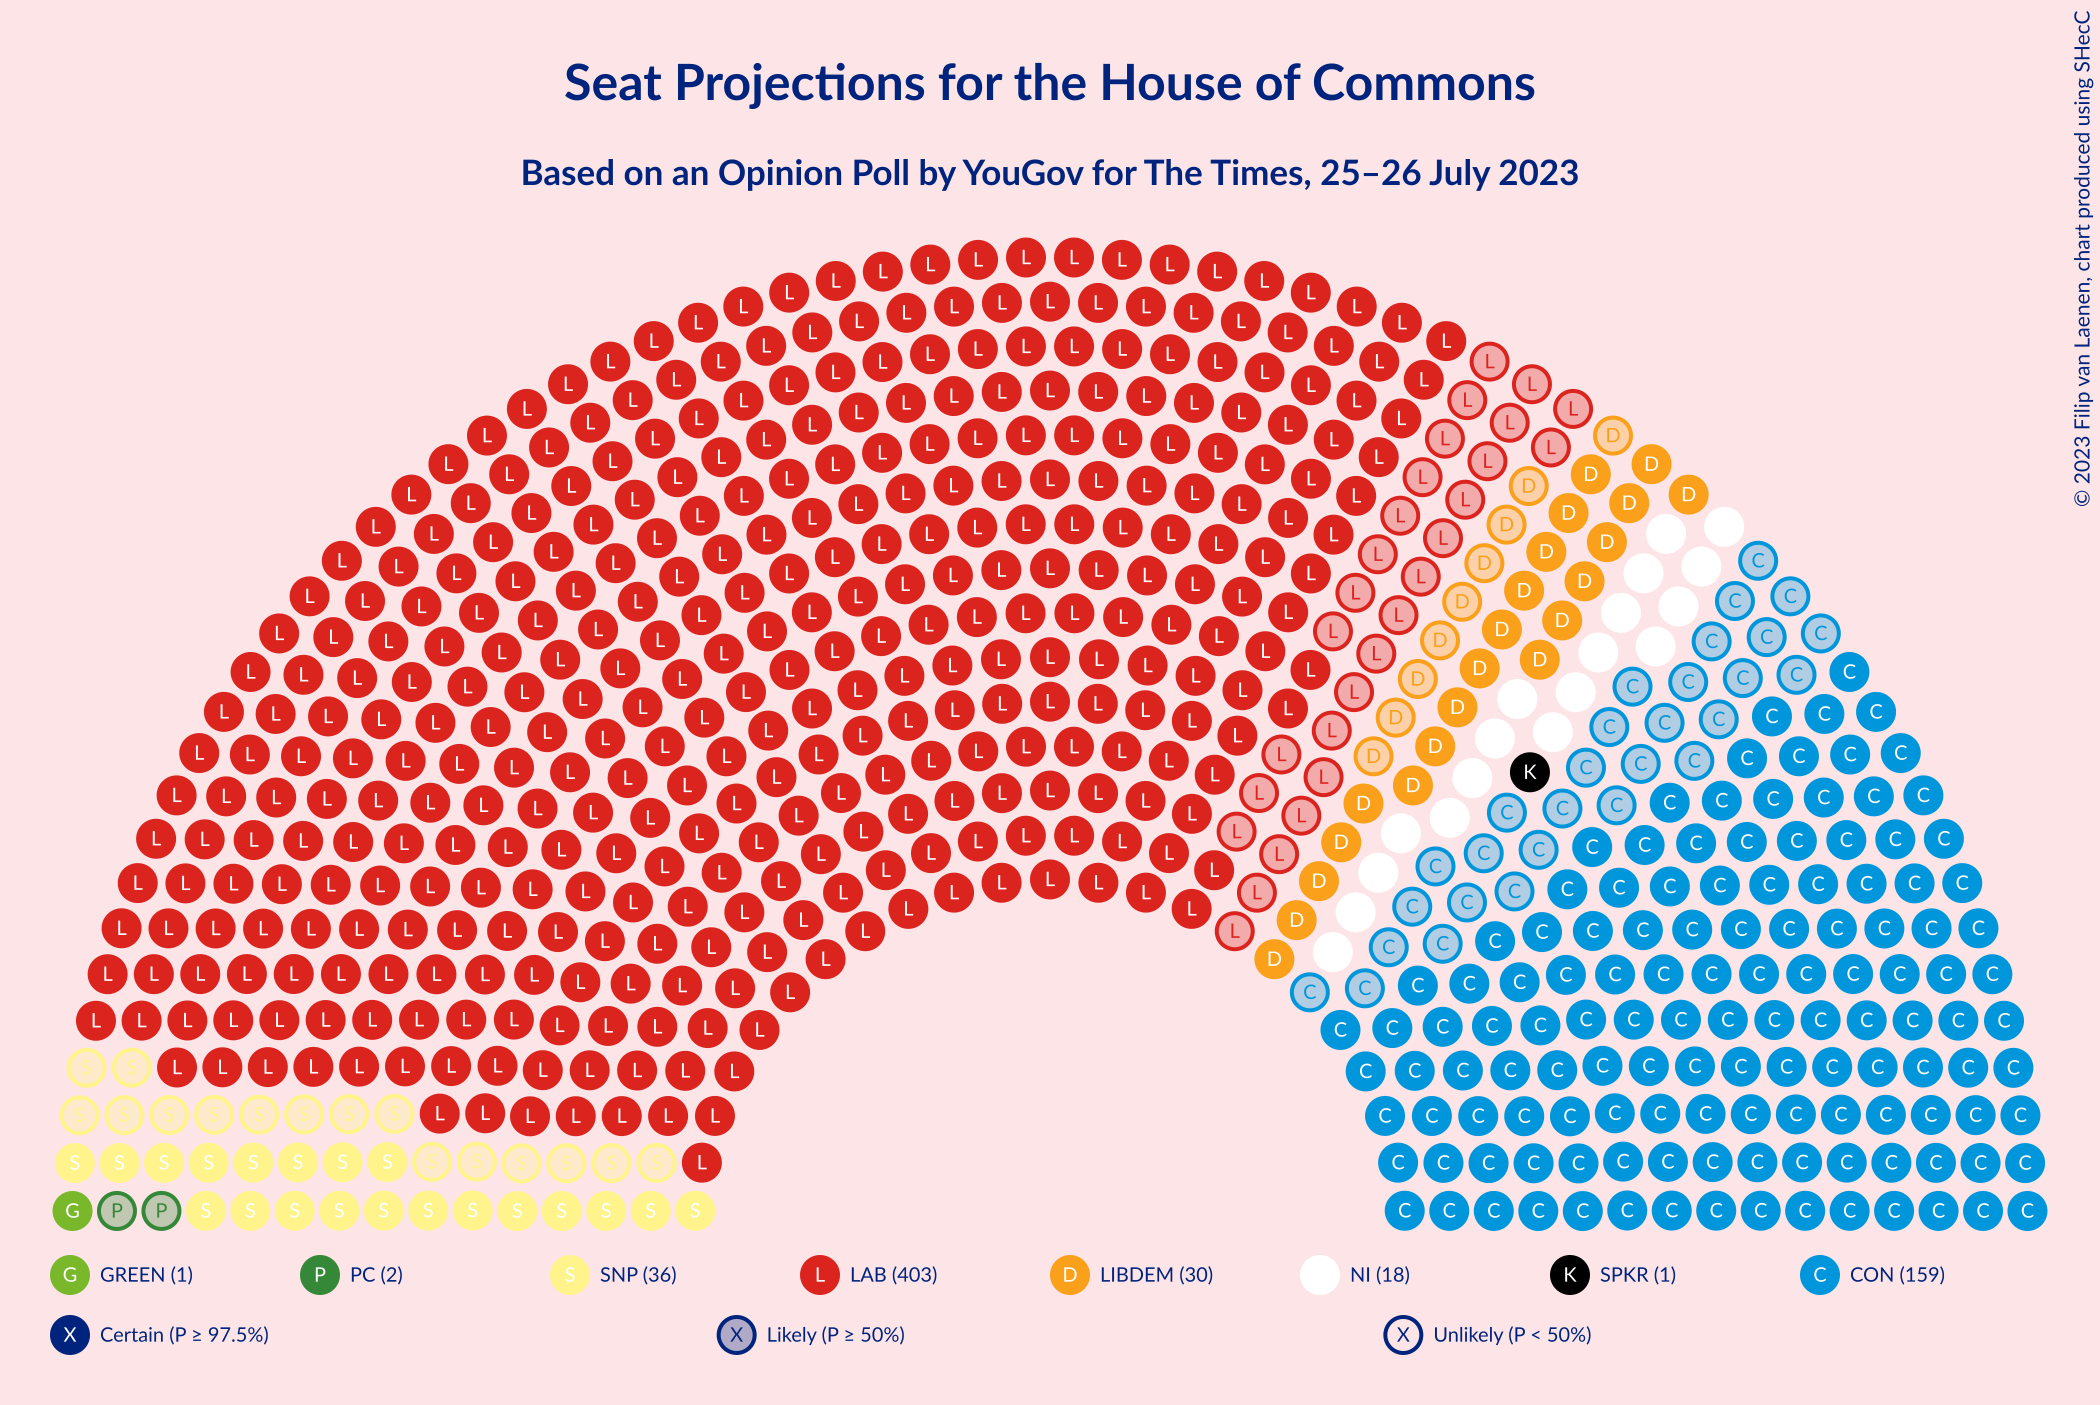 Seat Projections for the House of Commons
Based on an Opinion Poll by YouGov for The Times, 25–26 July 2023
© 2023 Filip van Laenen, chart produced using SHecC
G GREEN (1) P PC (2) S SNP (36) L LAB (403) D LIBDEM (30) NI (18) K SPKR (1) C CON (159)
X Certain (P ≥ 97.5%) X Likely (P ≥ 50%) X Unlikely (P < 50%)